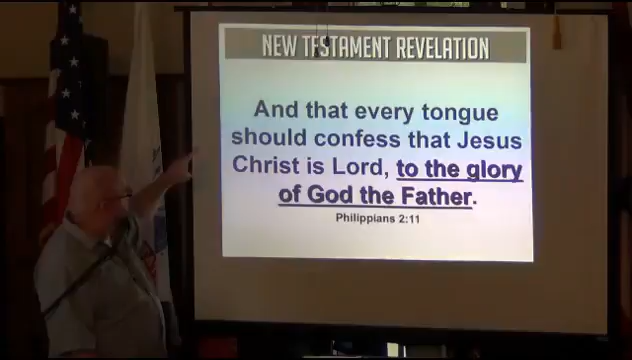 NEW TESTAMENT REVELATION
And that every tongue
should confess that Jesus
Christ is Lord, to the glory
of God the Father.
Philippians 2:11